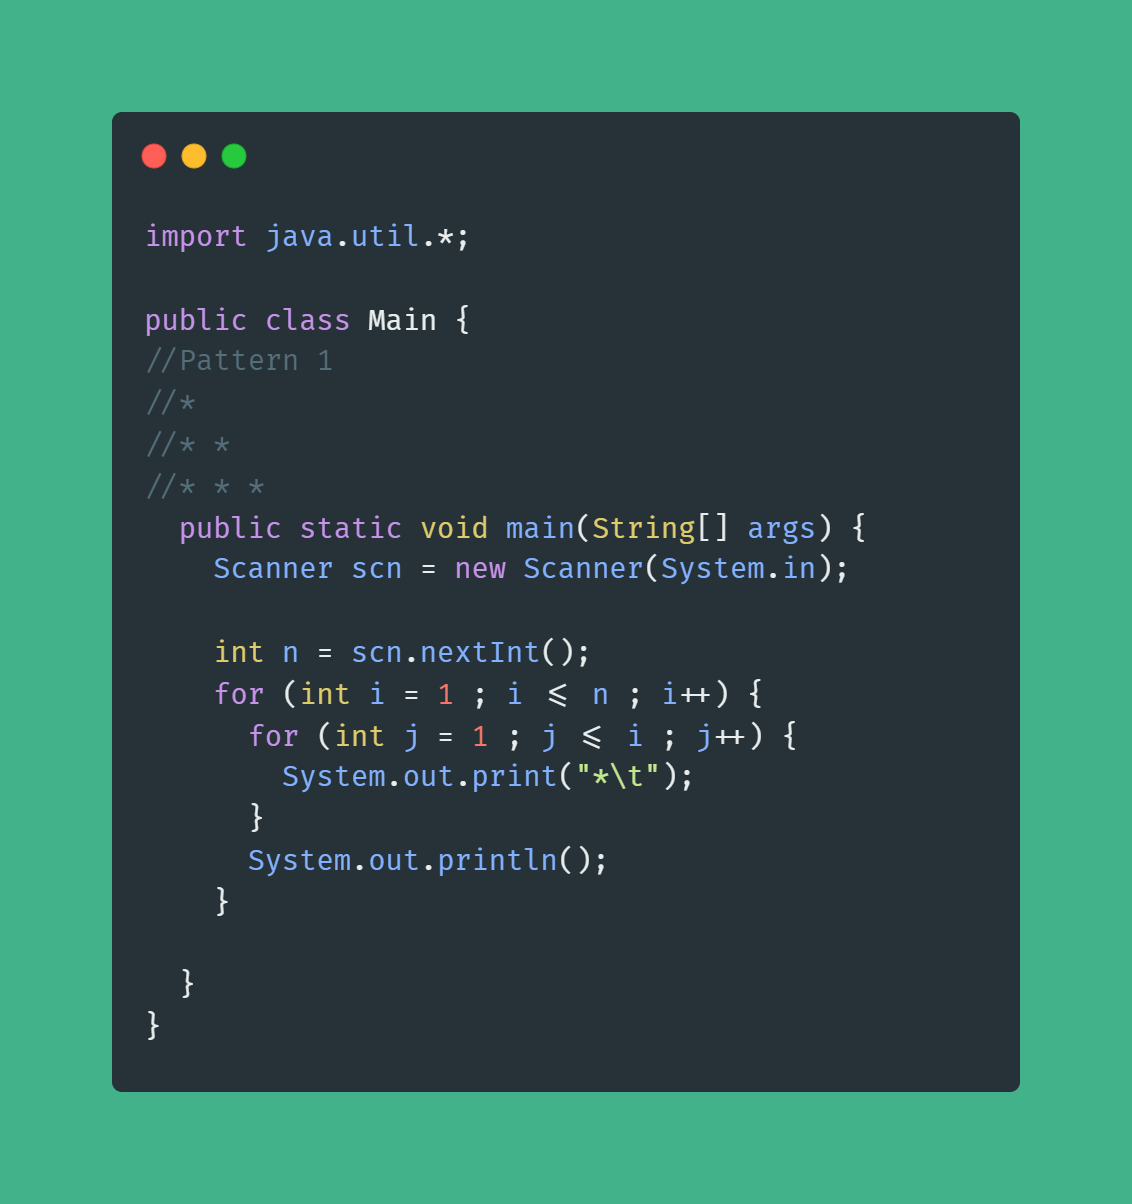 import java.util.*;

public class Main {
//Pattern 1
//*
//* *
//* * *
  public static void main(String[] args) {
    Scanner scn = new Scanner(System.in);

    int n = scn.nextInt();
    for (int i = 1 ; i <= n ; i++) {
      for (int j = 1 ; j <= i ; j++) {
        System.out.print("*\t");
      }
      System.out.println();
    }

  }
}